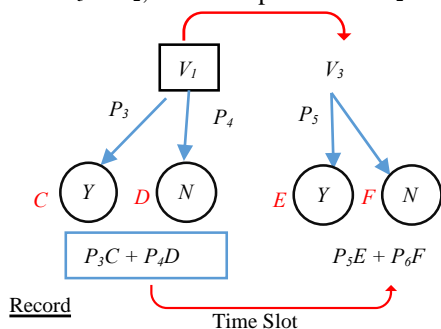 V₁ V₃
P₃ P₄ P₅
C Y D N E Y F N
P₃C + P₄D P₅E + P₆F
Record
Time Slot